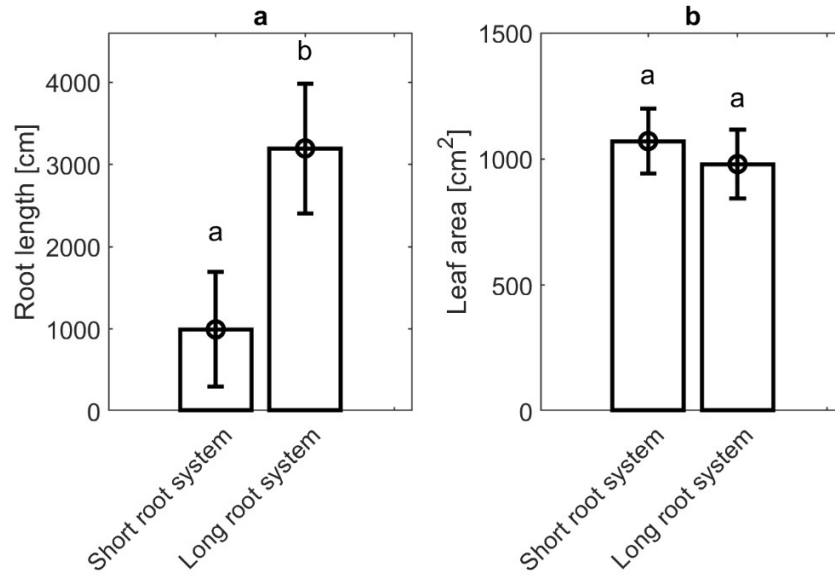 a
b
Root length [cm]
4000
3000
2000
1000
0
a
b
Short root system
Long root system
Leaf area [cm²]
1500
1000
500
0
a
a
Short root system
Long root system